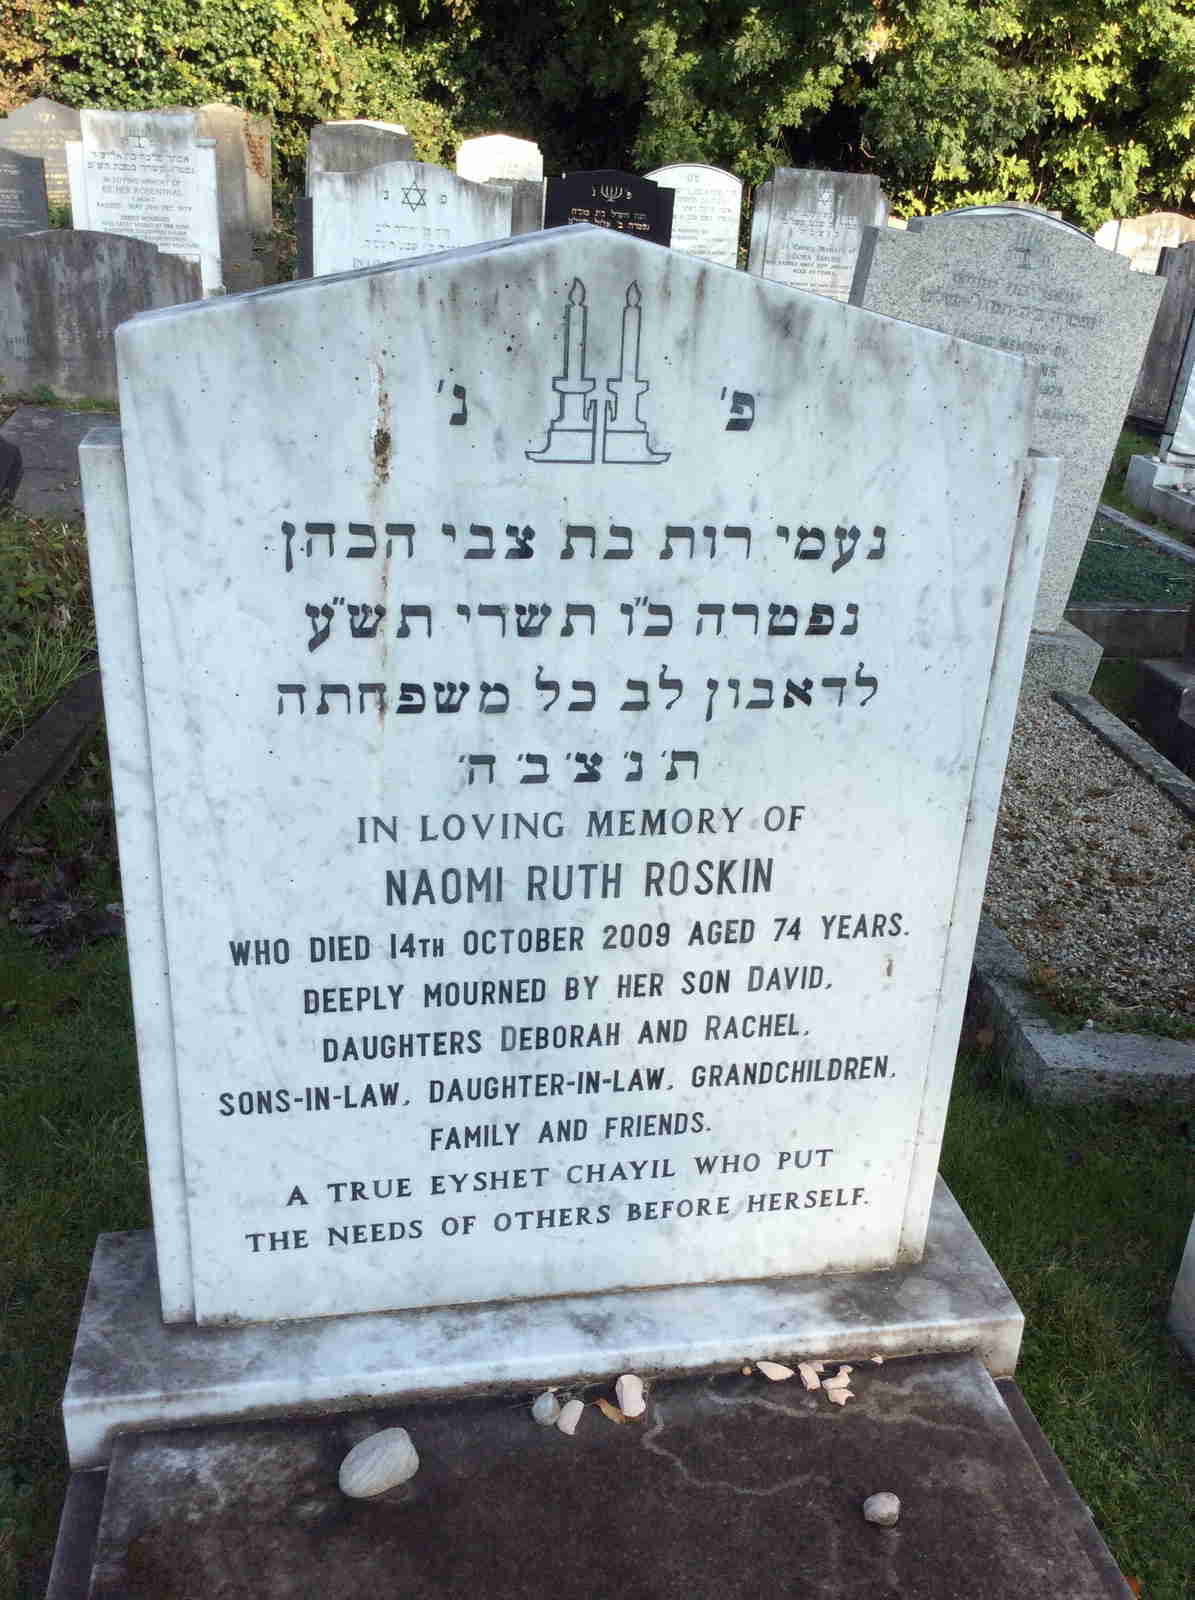 פ' נ'
נעמי רות בת צבי הכהן
נפטרה כ"ו תשרי תש"ע
לדאבון לב כל משפחתה
ת' נ' צ' ב' ה'
IN LOVING MEMORY OF
NAOMI RUTH ROSKIN
WHO DIED 14TH OCTOBER 2009 AGED 74 YEARS.
DEEPLY MOURNED BY HER SON DAVID,
DAUGHTERS DEBORAH AND RACHEL,
SONS-IN-LAW, DAUGHTER-IN-LAW, GRANDCHILDREN,
FAMILY AND FRIENDS.
A TRUE EYSHET CHAYIL WHO PUT
THE NEEDS OF OTHERS BEFORE HERSELF.